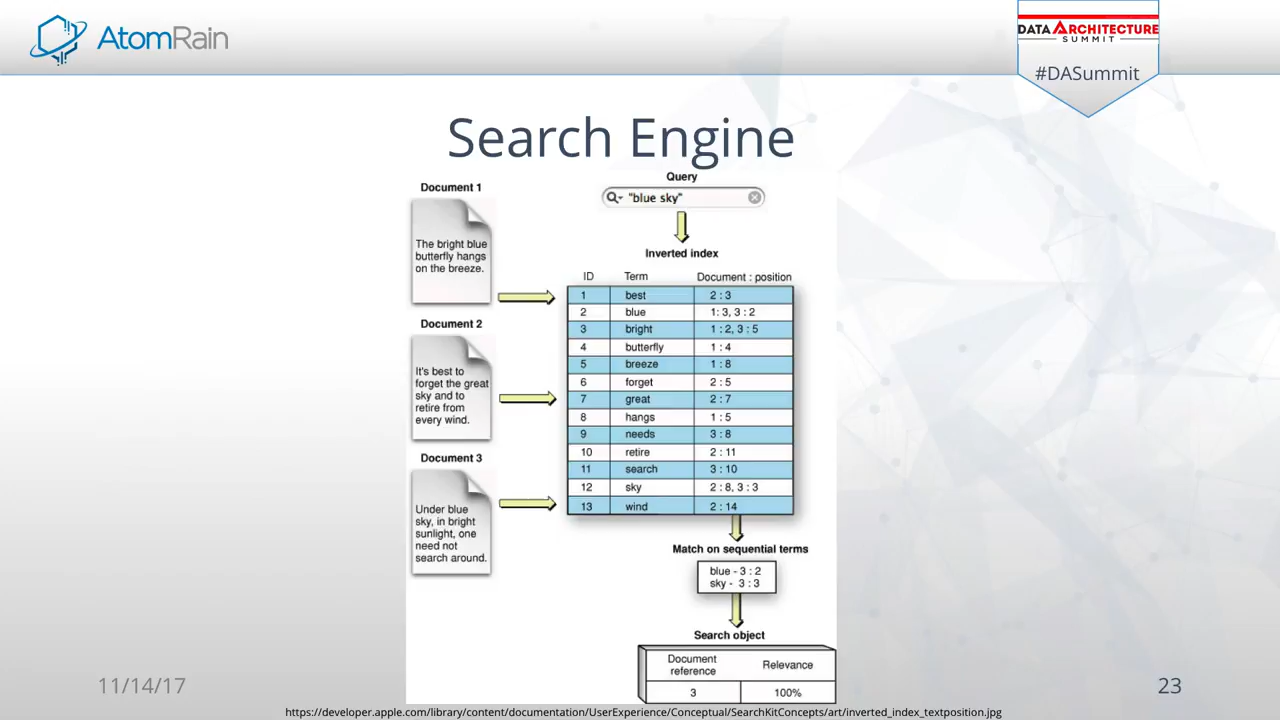 AtomRain
DATA ARCHITECTURE
SUMMIT
#DASummit
Search Engine
Document 1
The bright blue
butterfly hangs
on the breeze.
Document 2
It's best to
forget the great
sky and to
retire from
every wind.
Document 3
Under blue
sky, in bright
sunlight, one
need not
search around.
Query
"blue sky"
Inverted index
ID Term Document : position
1 best 2 : 3
2 blue 1: 3, 3 : 2
3 bright 1 : 2, 3 : 5
4 butterfly 1 : 4
5 breeze 1 : 8
6 forget 2 : 5
7 great 2 : 7
8 hangs 1 : 5
9 needs 3 : 8
10 retire 2 : 11
11 search 3 : 10
12 sky 2 : 8, 3 : 3
13 wind 2 : 14
Match on sequential terms
blue - 3 : 2
sky - 3 : 3
Search object
Document
reference
Relevance
3 100%
11/14/17
23
https://developer.apple.com/library/content/documentation/UserExperience/Conceptual/SearchKitConcepts/art/inverted_index_textposition.jpg